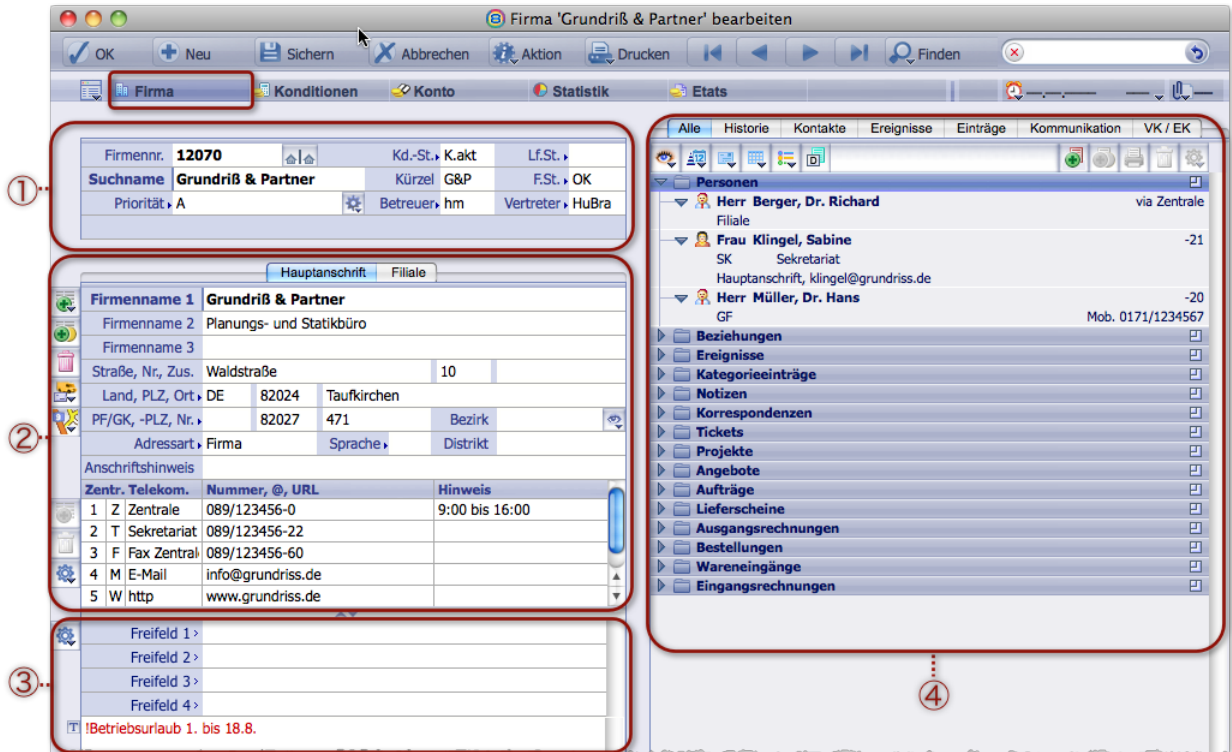 Firma 'Grundriß & Partner' bearbeiten
OK Neu Sichern Abbrechen Aktion Drucken Finden
Firma Konditionen Konto Statistik Etats
①
Firmennr. 12070 Kd.-St. K.akt Lf.St.
Suchname Grundriß & Partner Kürzel G&P F.St. OK
Priorität A Betreuer hm Vertreter HuBra
②
Hauptanschrift Filiale
Firmenname 1 Grundriß & Partner
Firmenname 2 Planungs- und Statikbüro
Firmenname 3
Straße, Nr., Zus. Waldstraße 10
Land, PLZ, Ort DE 82024 Taufkirchen
PF/GK, -PLZ, Nr. 82027 471 Bezirk
Adressart Firma Sprache Distrikt
Anschriftshinweis
Zentr. Telekom. Nummer, @, URL Hinweis
1 Z Zentrale 089/123456-0 9:00 bis 16:00
2 T Sekretariat 089/123456-22
3 F Fax Zentral 089/123456-60
4 M E-Mail info@grundriss.de
5 W http www.grundriss.de
③
Freifeld 1
Freifeld 2
Freifeld 3
Freifeld 4
T !Betriebsurlaub 1. bis 18.8.
Alle Historie Kontakte Ereignisse Einträge Kommunikation VK / EK
Personen
Herr Berger, Dr. Richard via Zentrale
Filiale
Frau Klingel, Sabine -21
SK Sekretariat
Hauptanschrift, klingel@grundriss.de
Herr Müller, Dr. Hans -20
GF Mob. 0171/1234567
Beziehungen
Ereignisse
Kategorieeinträge
Notizen
Korrespondenzen
Tickets
Projekte
Angebote
Aufträge
Lieferscheine
Ausgangsrechnungen
Bestellungen
Wareneingänge
Eingangsrechnungen
④